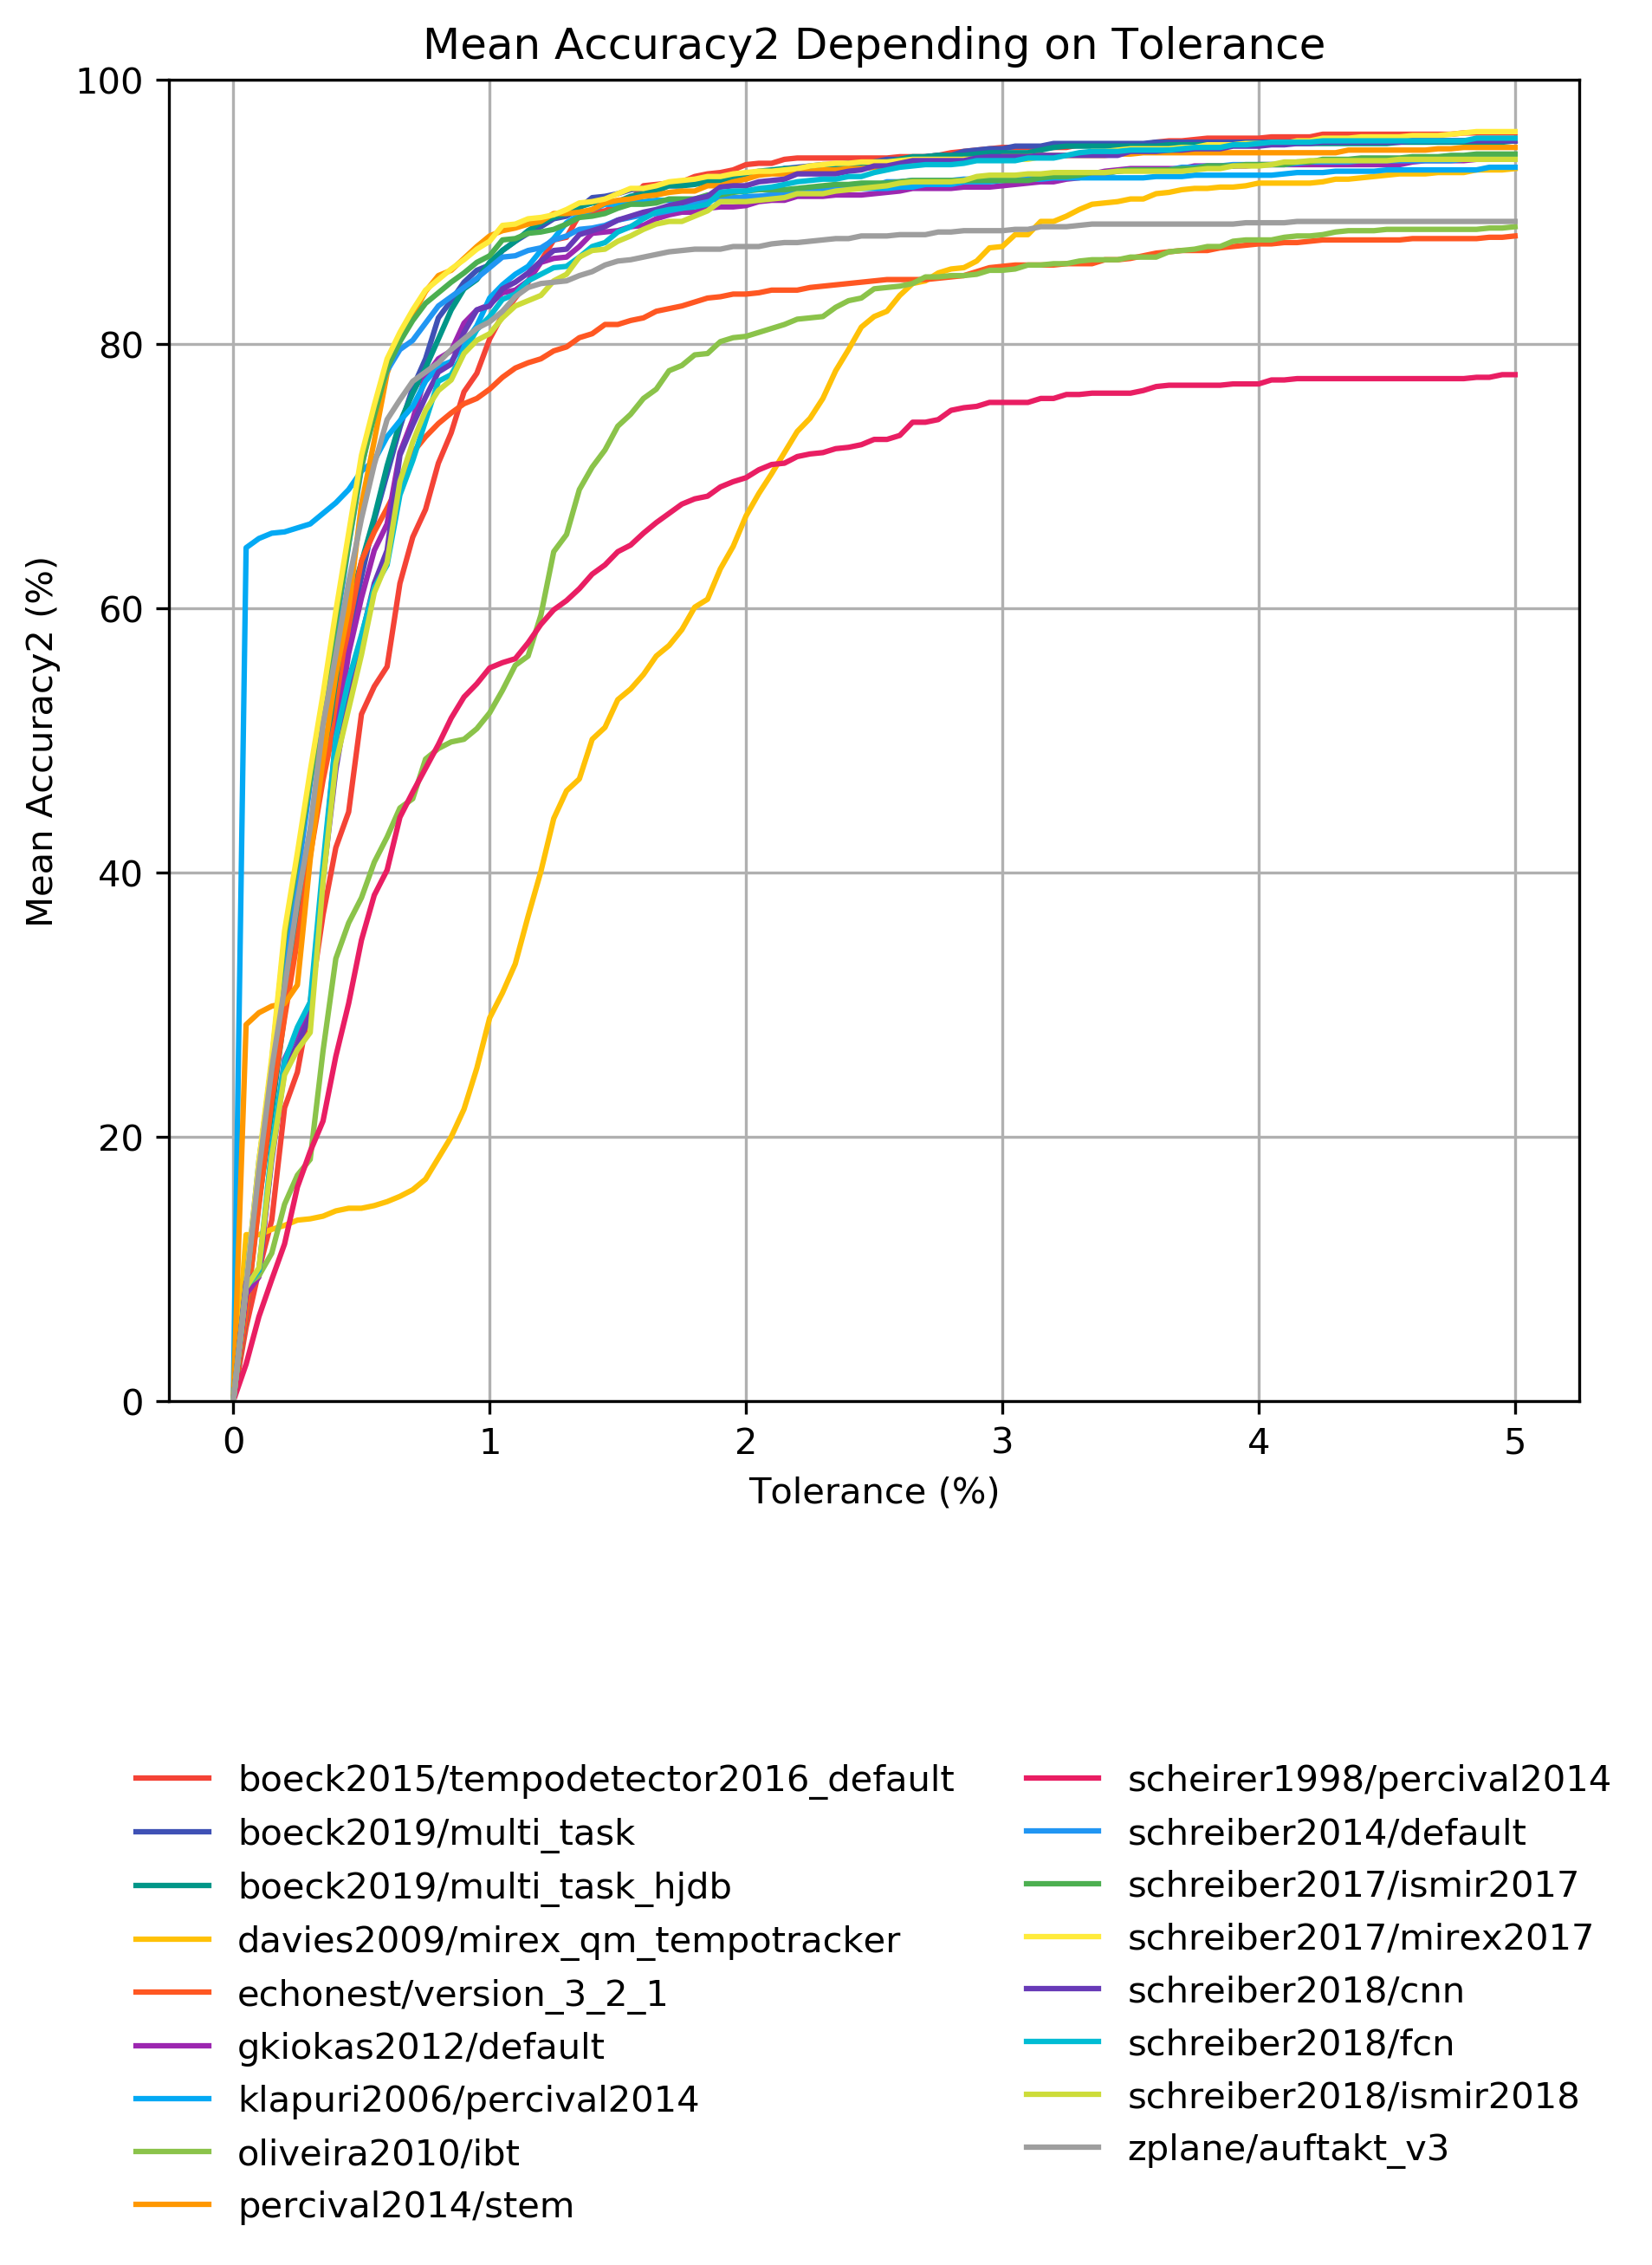 Mean Accuracy2 Depending on Tolerance
100
80
60
40
20
0
Mean Accuracy2 (%)
0 1 2 3 4 5
Tolerance (%)
boeck2015/tempodetector2016_default
boeck2019/multi_task
boeck2019/multi_task_hjdb
davies2009/mirex_qm_tempotracker
echonest/version_3_2_1
gkiokas2012/default
klapuri2006/percival2014
oliveira2010/ibt
percival2014/stem
scheirer1998/percival2014
schreiber2014/default
schreiber2017/ismir2017
schreiber2017/mirex2017
schreiber2018/cnn
schreiber2018/fcn
schreiber2018/ismir2018
zplane/auftakt_v3